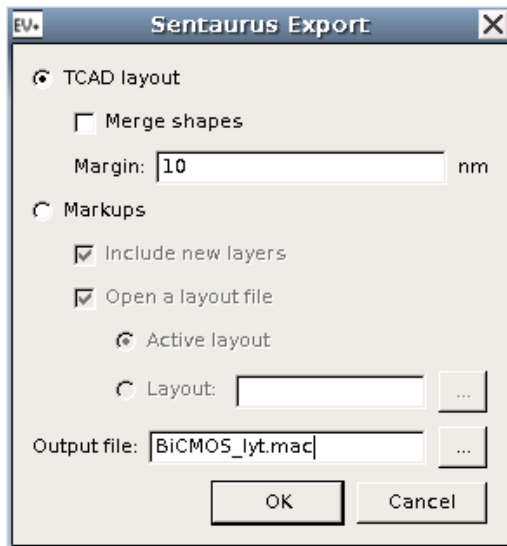 EV+ Sentaurus Export
TCAD layout
Merge shapes
Margin: 10 nm
Markups
Include new layers
Open a layout file
Active layout
Layout: ...
Output file: BiCMOS_lyt.mac ...
OK Cancel